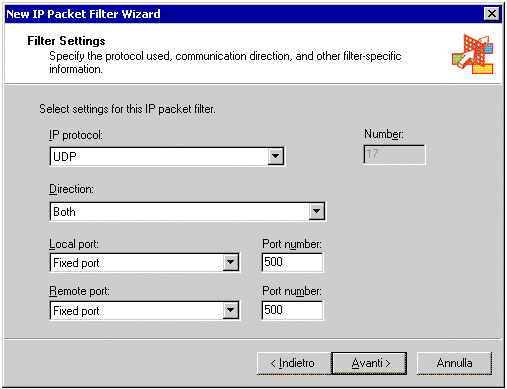 New IP Packet Filter Wizard
Filter Settings
Specify the protocol used, communication direction, and other filter-specific
information.
Select settings for this IP packet filter.
IP protocol:
Number:
UDP
17
Direction:
Both
Local port:
Port number:
Fixed port
500
Remote port:
Port number:
Fixed port
500
< Indietro
Avanti >
Annulla